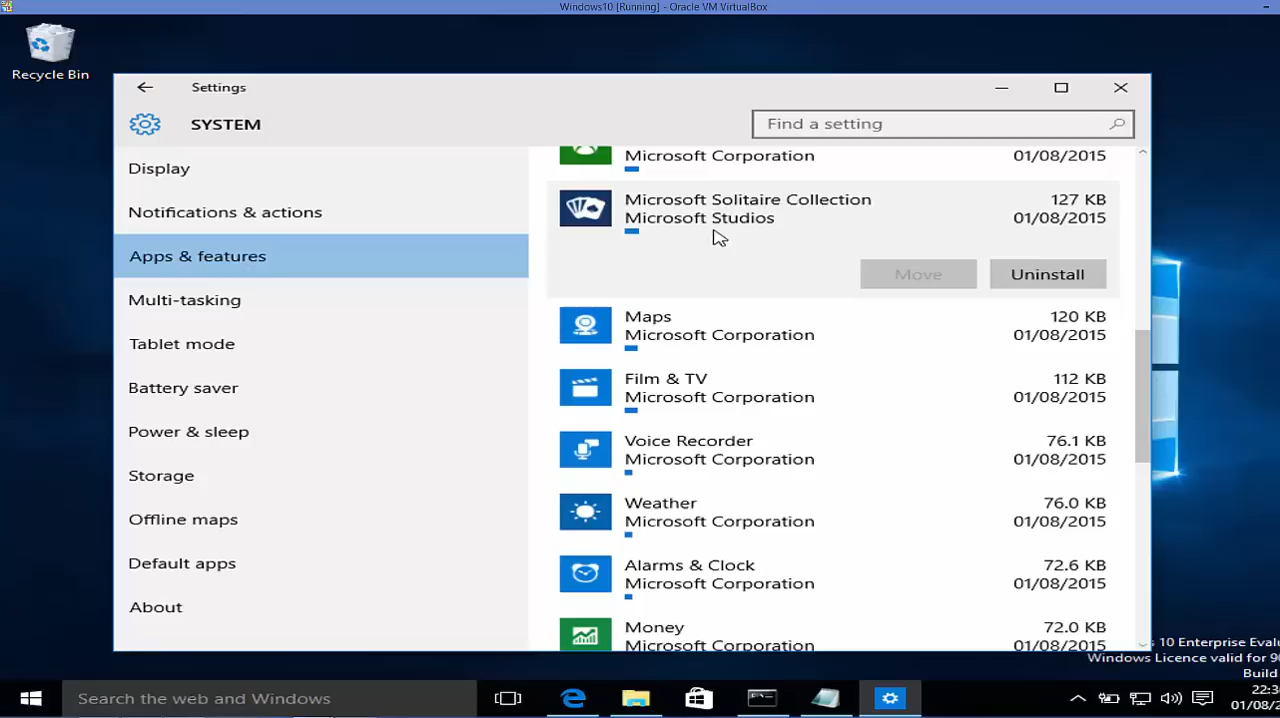 Windows10 [Running] - Oracle VM VirtualBox
Recycle Bin
Settings
SYSTEM
Find a setting
Display
Notifications & actions
Apps & features
Multi-tasking
Tablet mode
Battery saver
Power & sleep
Storage
Offline maps
Default apps
About
Microsoft Corporation 01/08/2015
Microsoft Solitaire Collection 127 KB
Microsoft Studios 01/08/2015
Move Uninstall
Maps 120 KB
Microsoft Corporation 01/08/2015
Film & TV 112 KB
Microsoft Corporation 01/08/2015
Voice Recorder 76.1 KB
Microsoft Corporation 01/08/2015
Weather 76.0 KB
Microsoft Corporation 01/08/2015
Alarms & Clock 72.6 KB
Microsoft Corporation 01/08/2015
Money 72.0 KB
Microsoft Corporation 01/08/2015
s 10 Enterprise Evalu
Windows Licence valid for 90
Build
Search the web and Windows
22:3
01/08/2